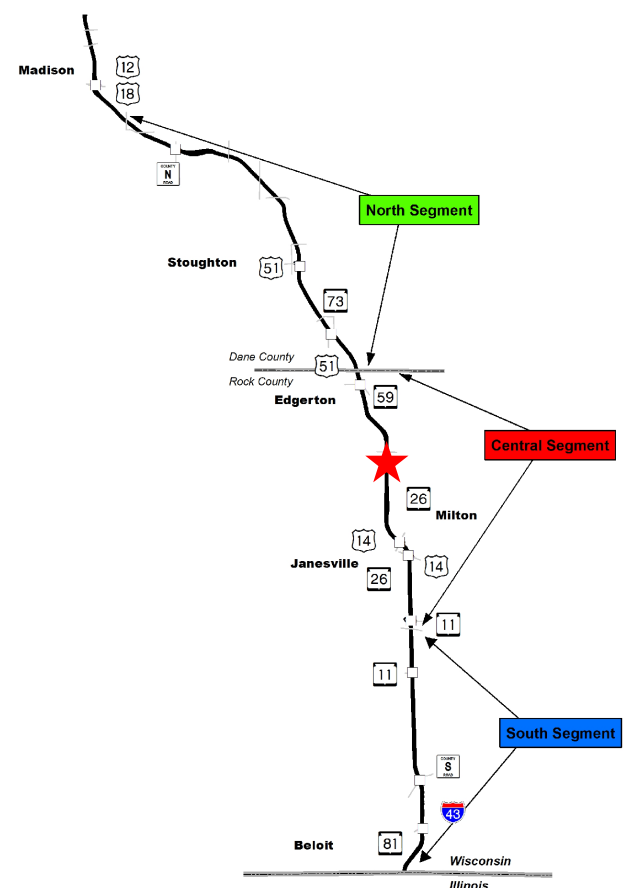 Madison
12
18
COUNTY
N
ROAD
North Segment
Stoughton
51
73
Dane County
51
Rock County
Edgerton
59
Central Segment
26
Milton
14
Janesville
14
26
11
11
South Segment
COUNTY
S
ROAD
43
81
Beloit
Wisconsin
Illinois